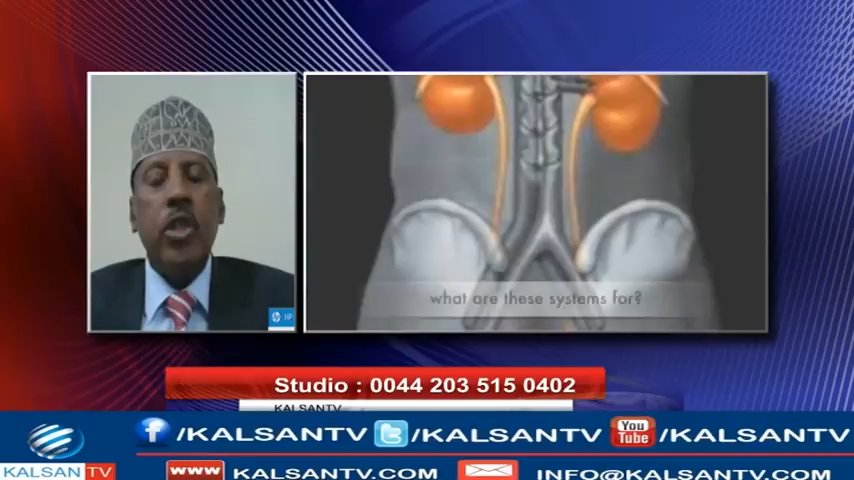 what are these systems for?
hp HP
Studio : 0044 203 515 0402
KALSANTV
f /KALSANTV t /KALSANTV You Tube /KALSANTV
KALSAN TV
www KALSANTV.COM INFO@KALSANTV.COM